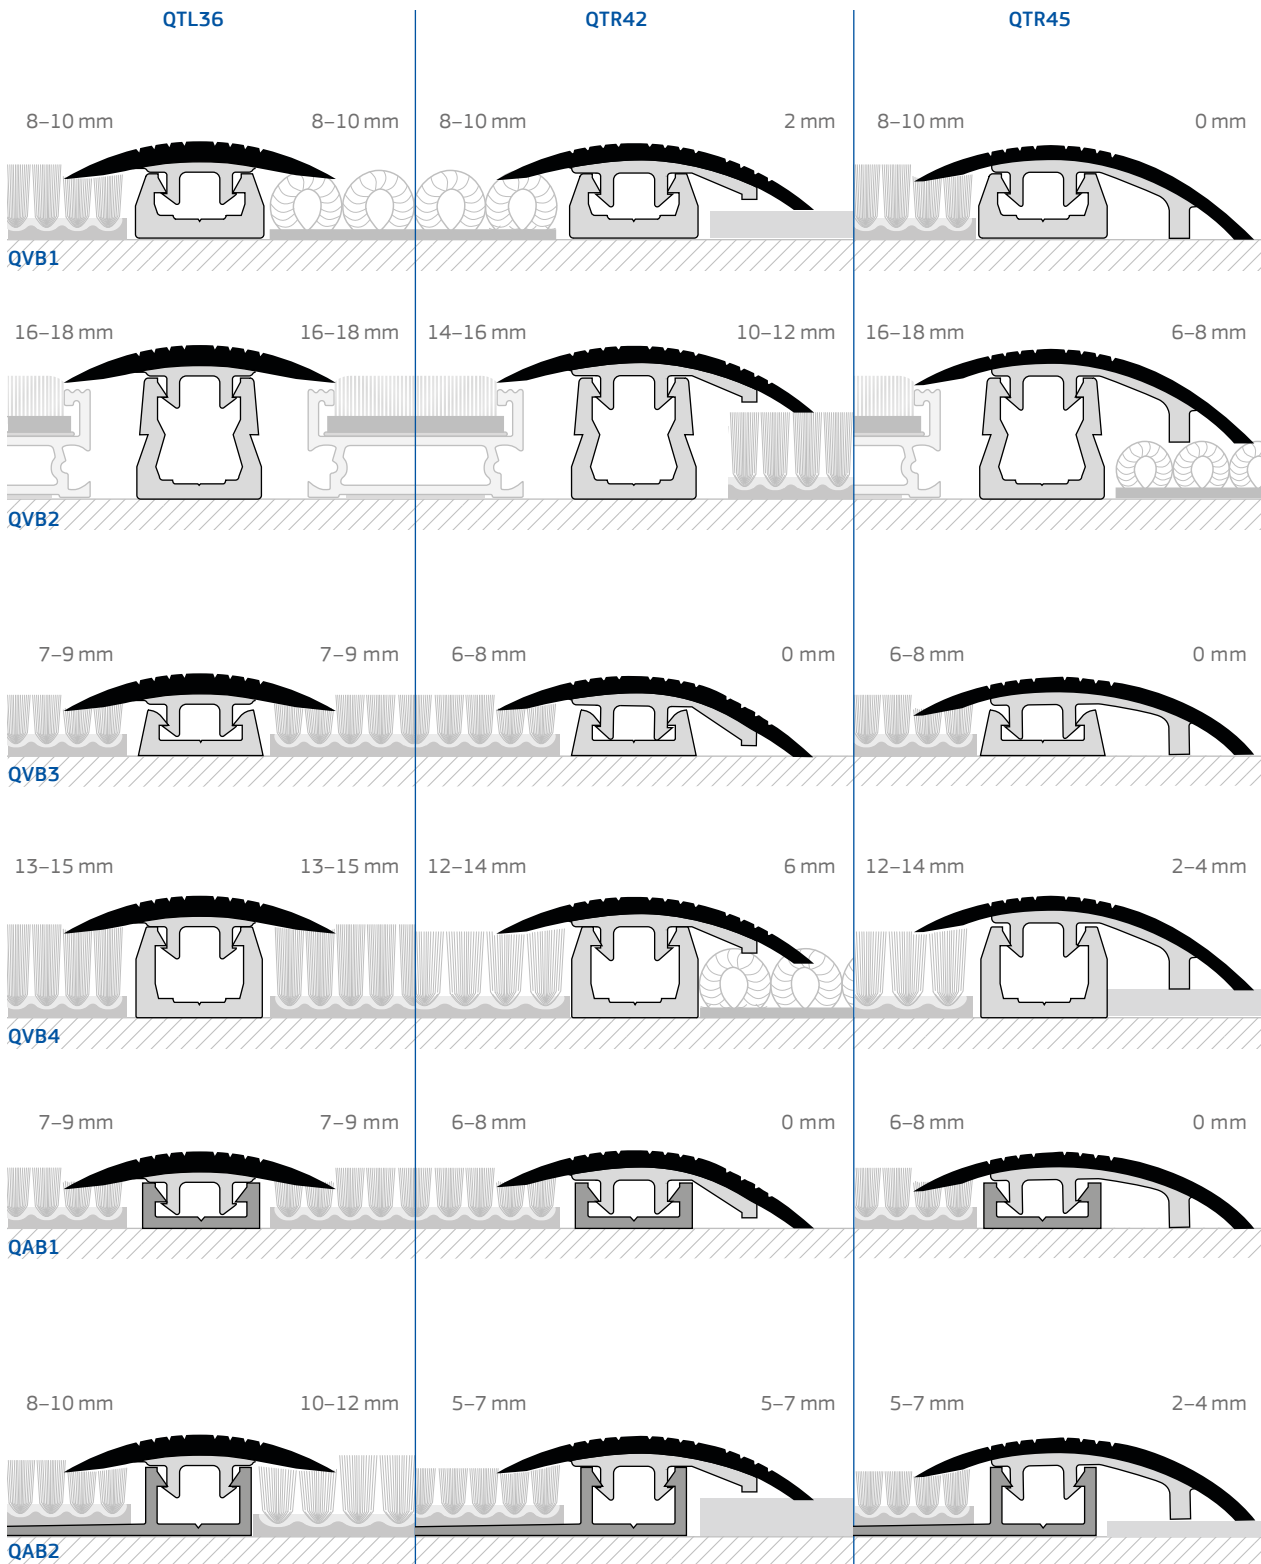 QTL36 QTR42 QTR45
8–10 mm 8–10 mm 8–10 mm 2 mm 8–10 mm 0 mm
QVB1
16–18 mm 16–18 mm 14–16 mm 10–12 mm 16–18 mm 6–8 mm
QVB2
7–9 mm 7–9 mm 6–8 mm 0 mm 6–8 mm 0 mm
QVB3
13–15 mm 13–15 mm 12–14 mm 6 mm 12–14 mm 2–4 mm
QVB4
7–9 mm 7–9 mm 6–8 mm 0 mm 6–8 mm 0 mm
QAB1
8–10 mm 10–12 mm 5–7 mm 5–7 mm 5–7 mm 2–4 mm
QAB2